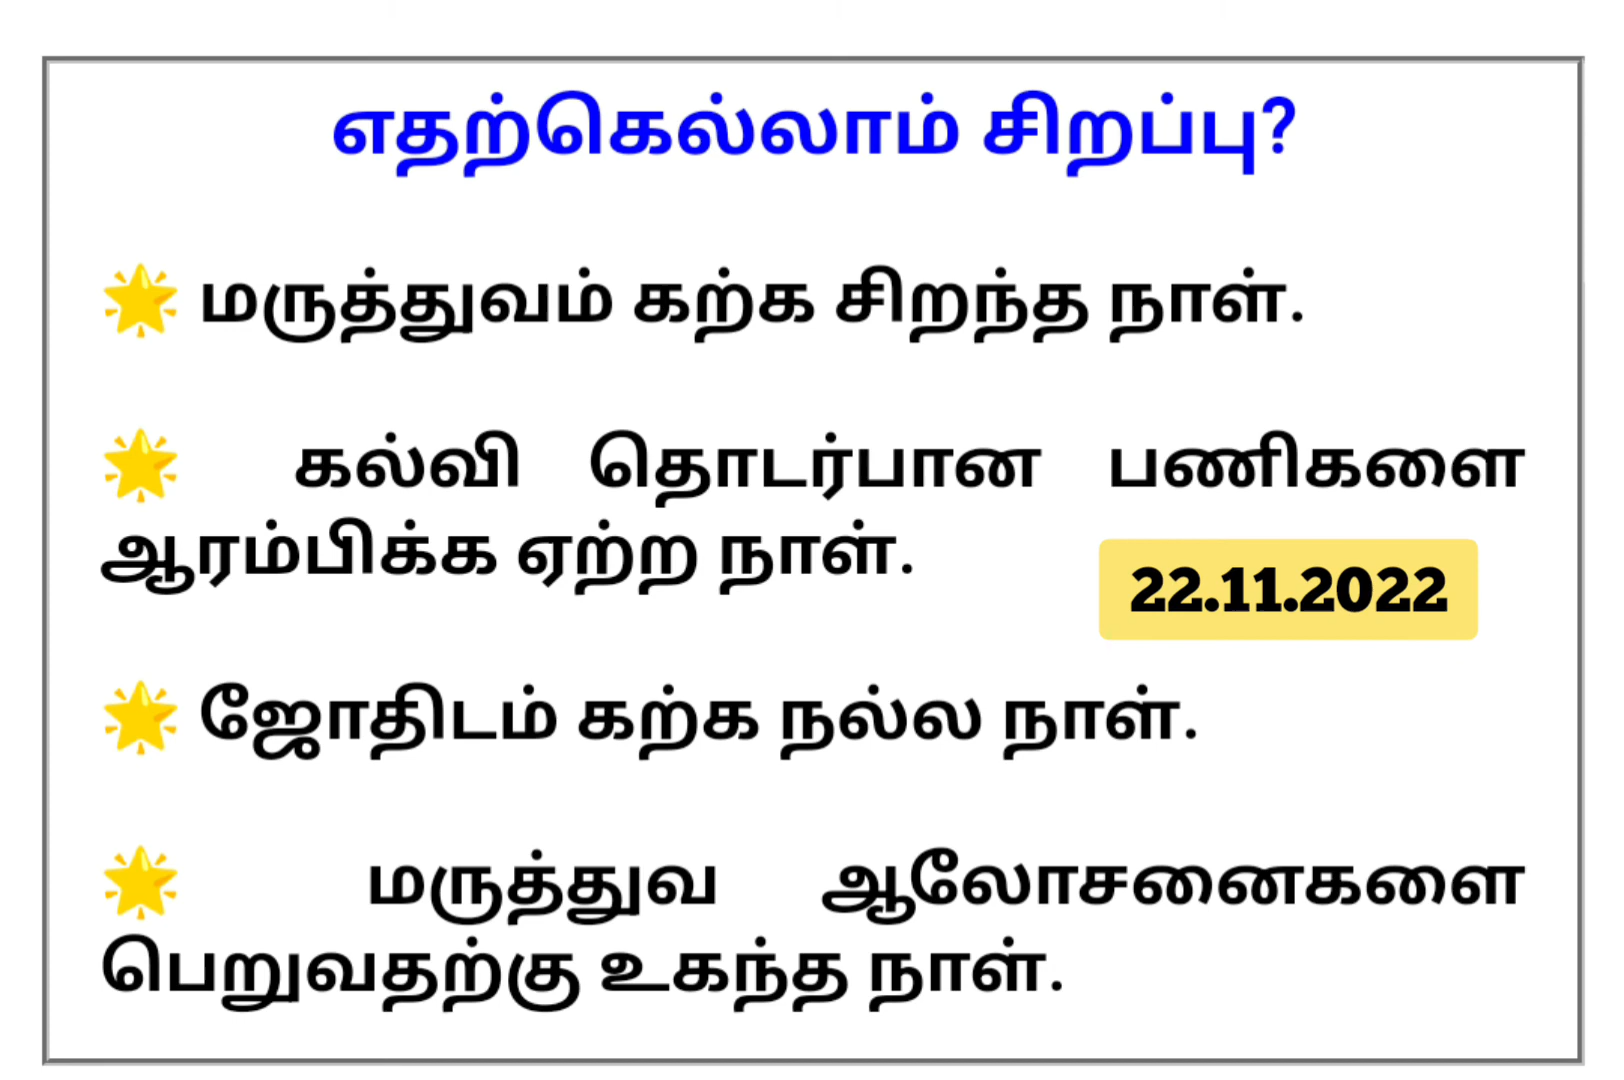 எதற்கெல்லாம் சிறப்பு?
🌟 மருத்துவம் கற்க சிறந்த நாள்.
🌟 கல்வி தொடர்பான பணிகளை
ஆரம்பிக்க ஏற்ற நாள்.
22.11.2022
🌟 ஜோதிடம் கற்க நல்ல நாள்.
🌟 மருத்துவ ஆலோசனைகளை
பெறுவதற்கு உகந்த நாள்.